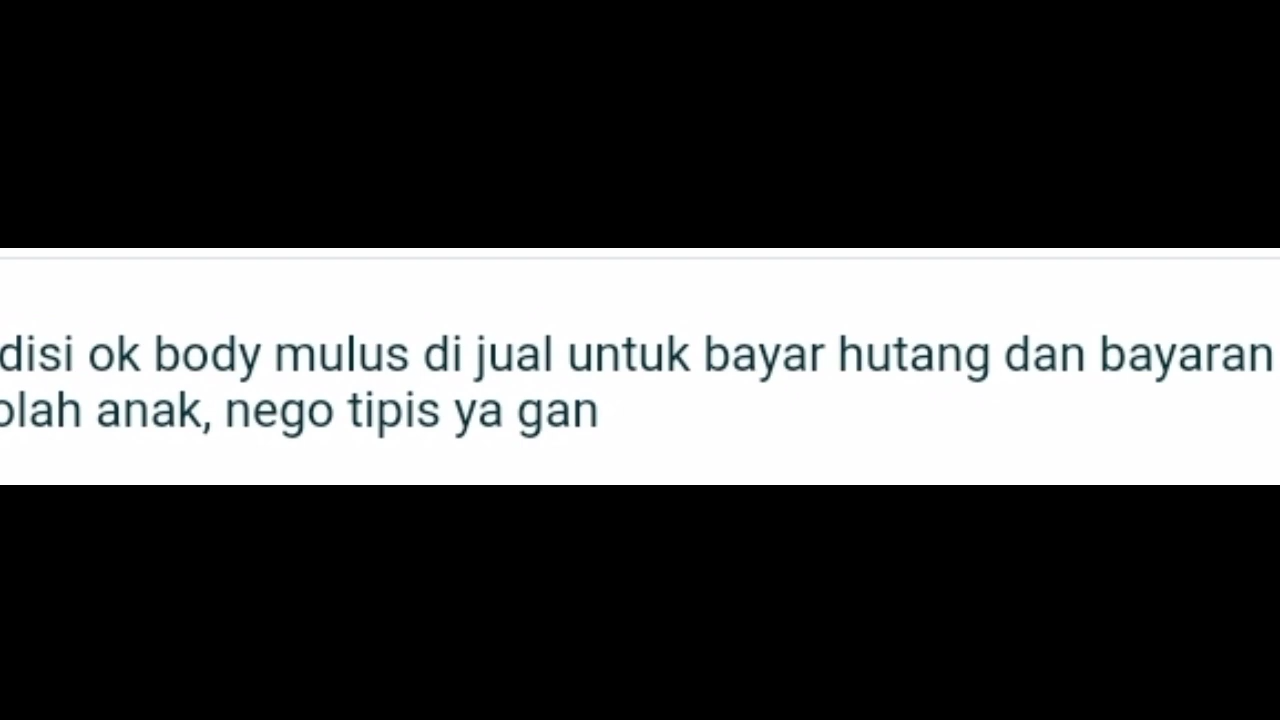 disi ok body mulus di jual untuk bayar hutang dan bayaran
olah anak, nego tipis ya gan